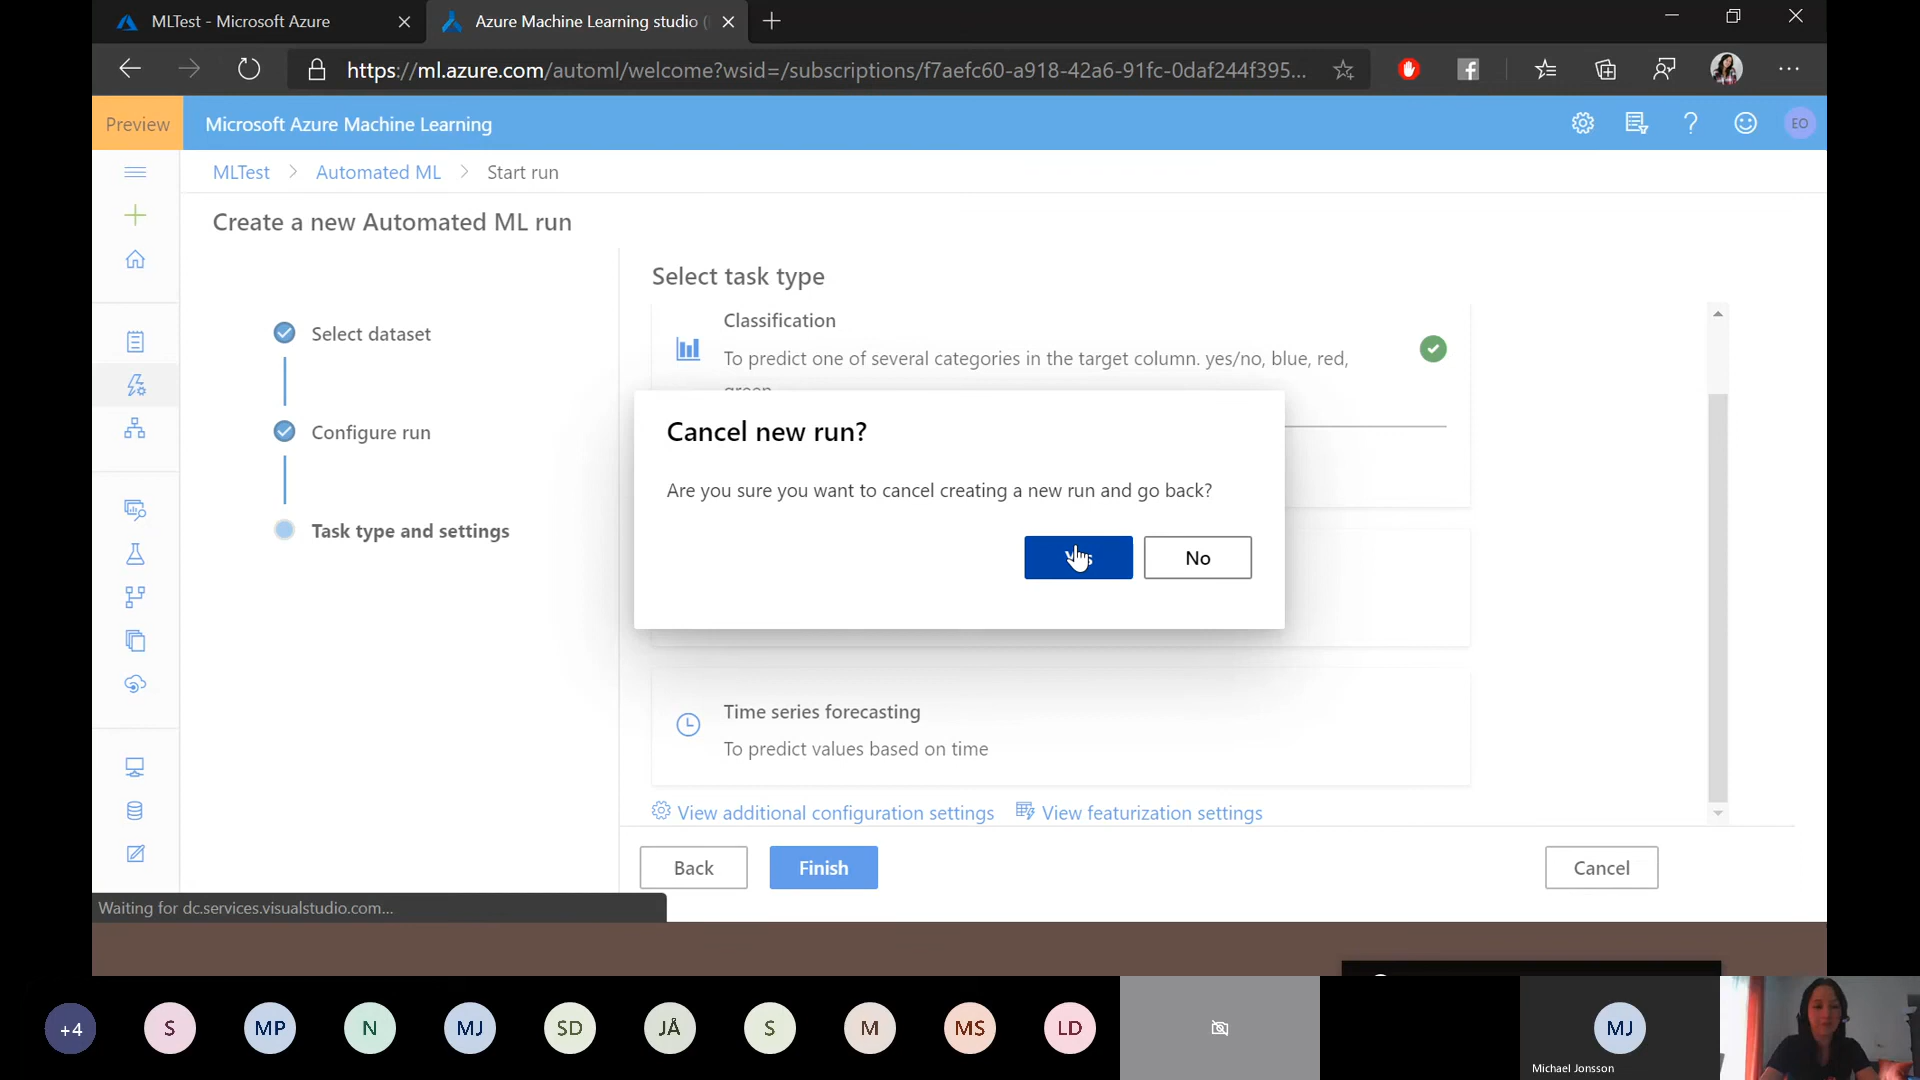 MLTest - Microsoft Azure
Azure Machine Learning studio (
https://ml.azure.com/automl/welcome?wsid=/subscriptions/f7aefc60-a918-42a6-91fc-0daf244f395...
Preview
Microsoft Azure Machine Learning
EO
MLTest > Automated ML > Start run
Create a new Automated ML run
Select dataset
Configure run
Task type and settings
Select task type
Classification
To predict one of several categories in the target column. yes/no, blue, red,
green
Cancel new run?
Are you sure you want to cancel creating a new run and go back?
No
Time series forecasting
To predict values based on time
View additional configuration settings
View featurization settings
Back
Finish
Cancel
Waiting for dc.services.visualstudio.com...
+4
S
MP
N
MJ
SD
JÅ
S
M
MS
LD
MJ
Michael Jonsson